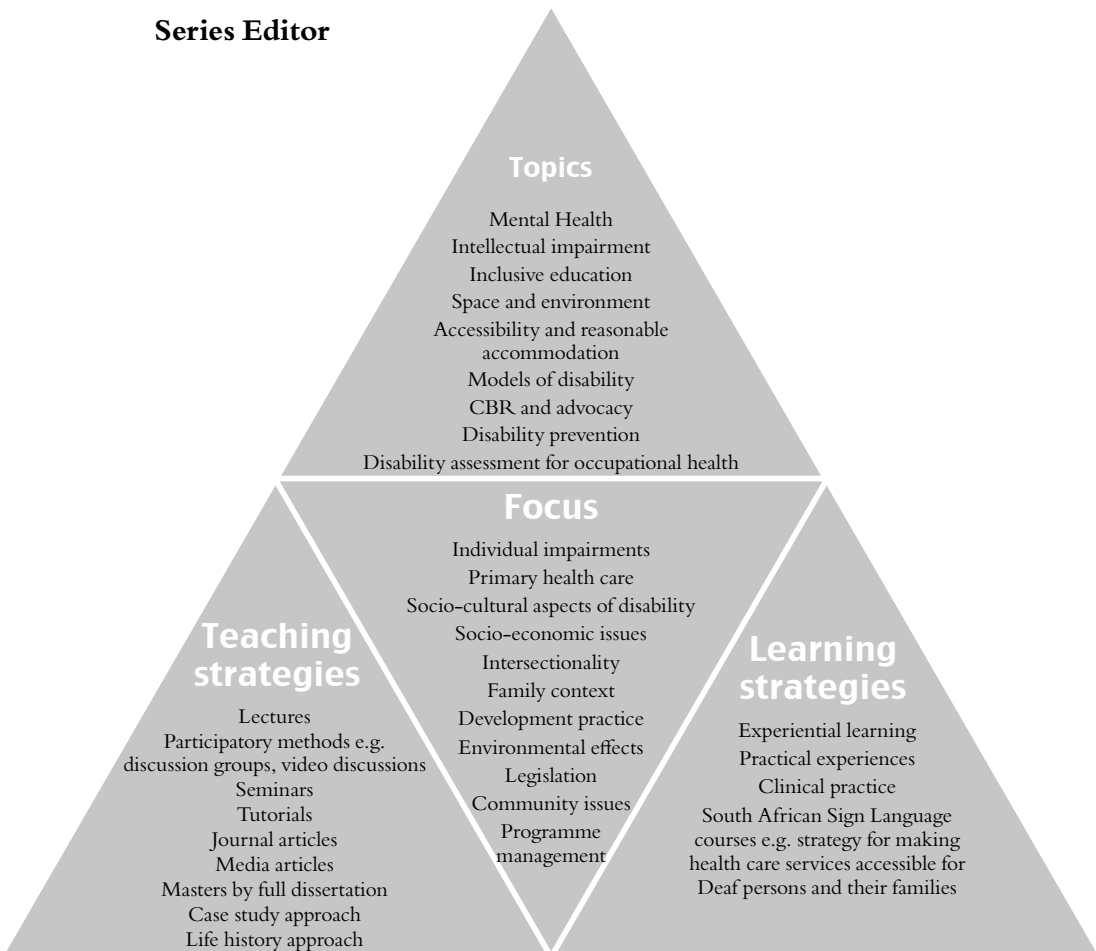 Series Editor
Topics
Mental Health
Intellectual impairment
Inclusive education
Space and environment
Accessibility and reasonable
accommodation
Models of disability
CBR and advocacy
Disability prevention
Disability assessment for occupational health
Focus
Individual impairments
Primary health care
Socio-cultural aspects of disability
Socio-economic issues
Intersectionality
Family context
Development practice
Environmental effects
Legislation
Community issues
Programme
management
Teaching
strategies
Lectures
Participatory methods e.g.
discussion groups, video discussions
Seminars
Tutorials
Journal articles
Media articles
Masters by full dissertation
Case study approach
Life history approach
Learning
strategies
Experiential learning
Practical experiences
Clinical practice
South African Sign Language
courses e.g. strategy for making
health care services accessible for
Deaf persons and their families